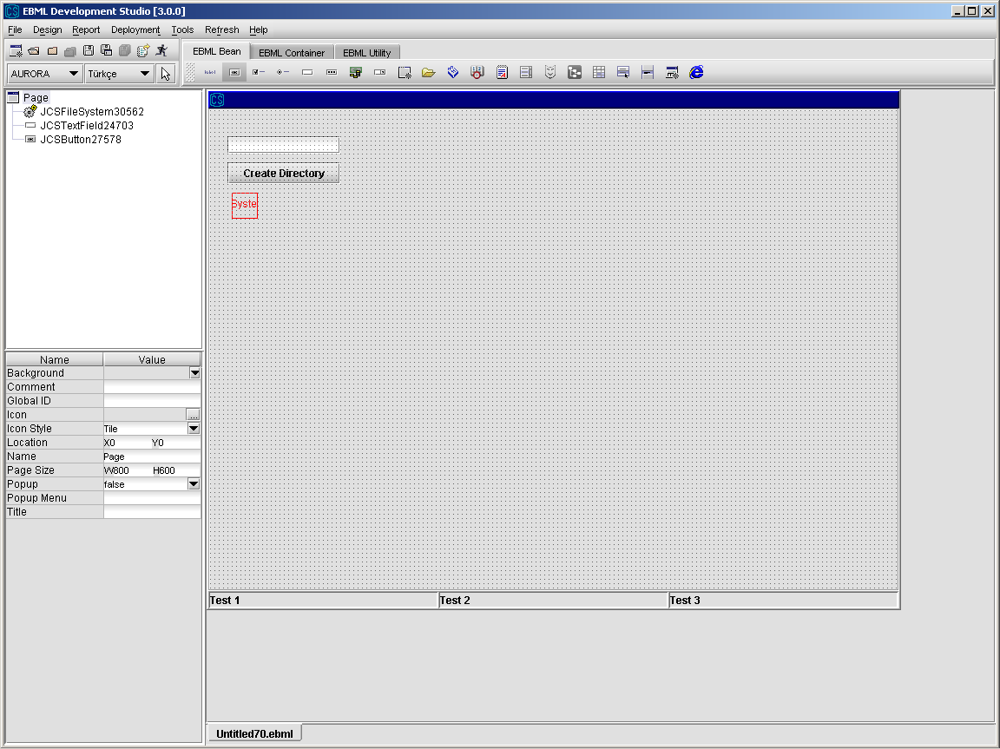 EBML Development Studio [3.0.0]
File Design Report Deployment Tools Refresh Help
EBML Bean EBML Container EBML Utility
AURORA Türkçe
label
Page
JCSFileSystem30562
JCSTextField24703
JCSButton27578
CS
Create Directory
Syste
Name Value
Background
Comment
Global ID
Icon ...
Icon Style Tile
Location X0 Y0
Name Page
Page Size W800 H600
Popup false
Popup Menu
Title
Test 1 Test 2 Test 3
Untitled70.ebml